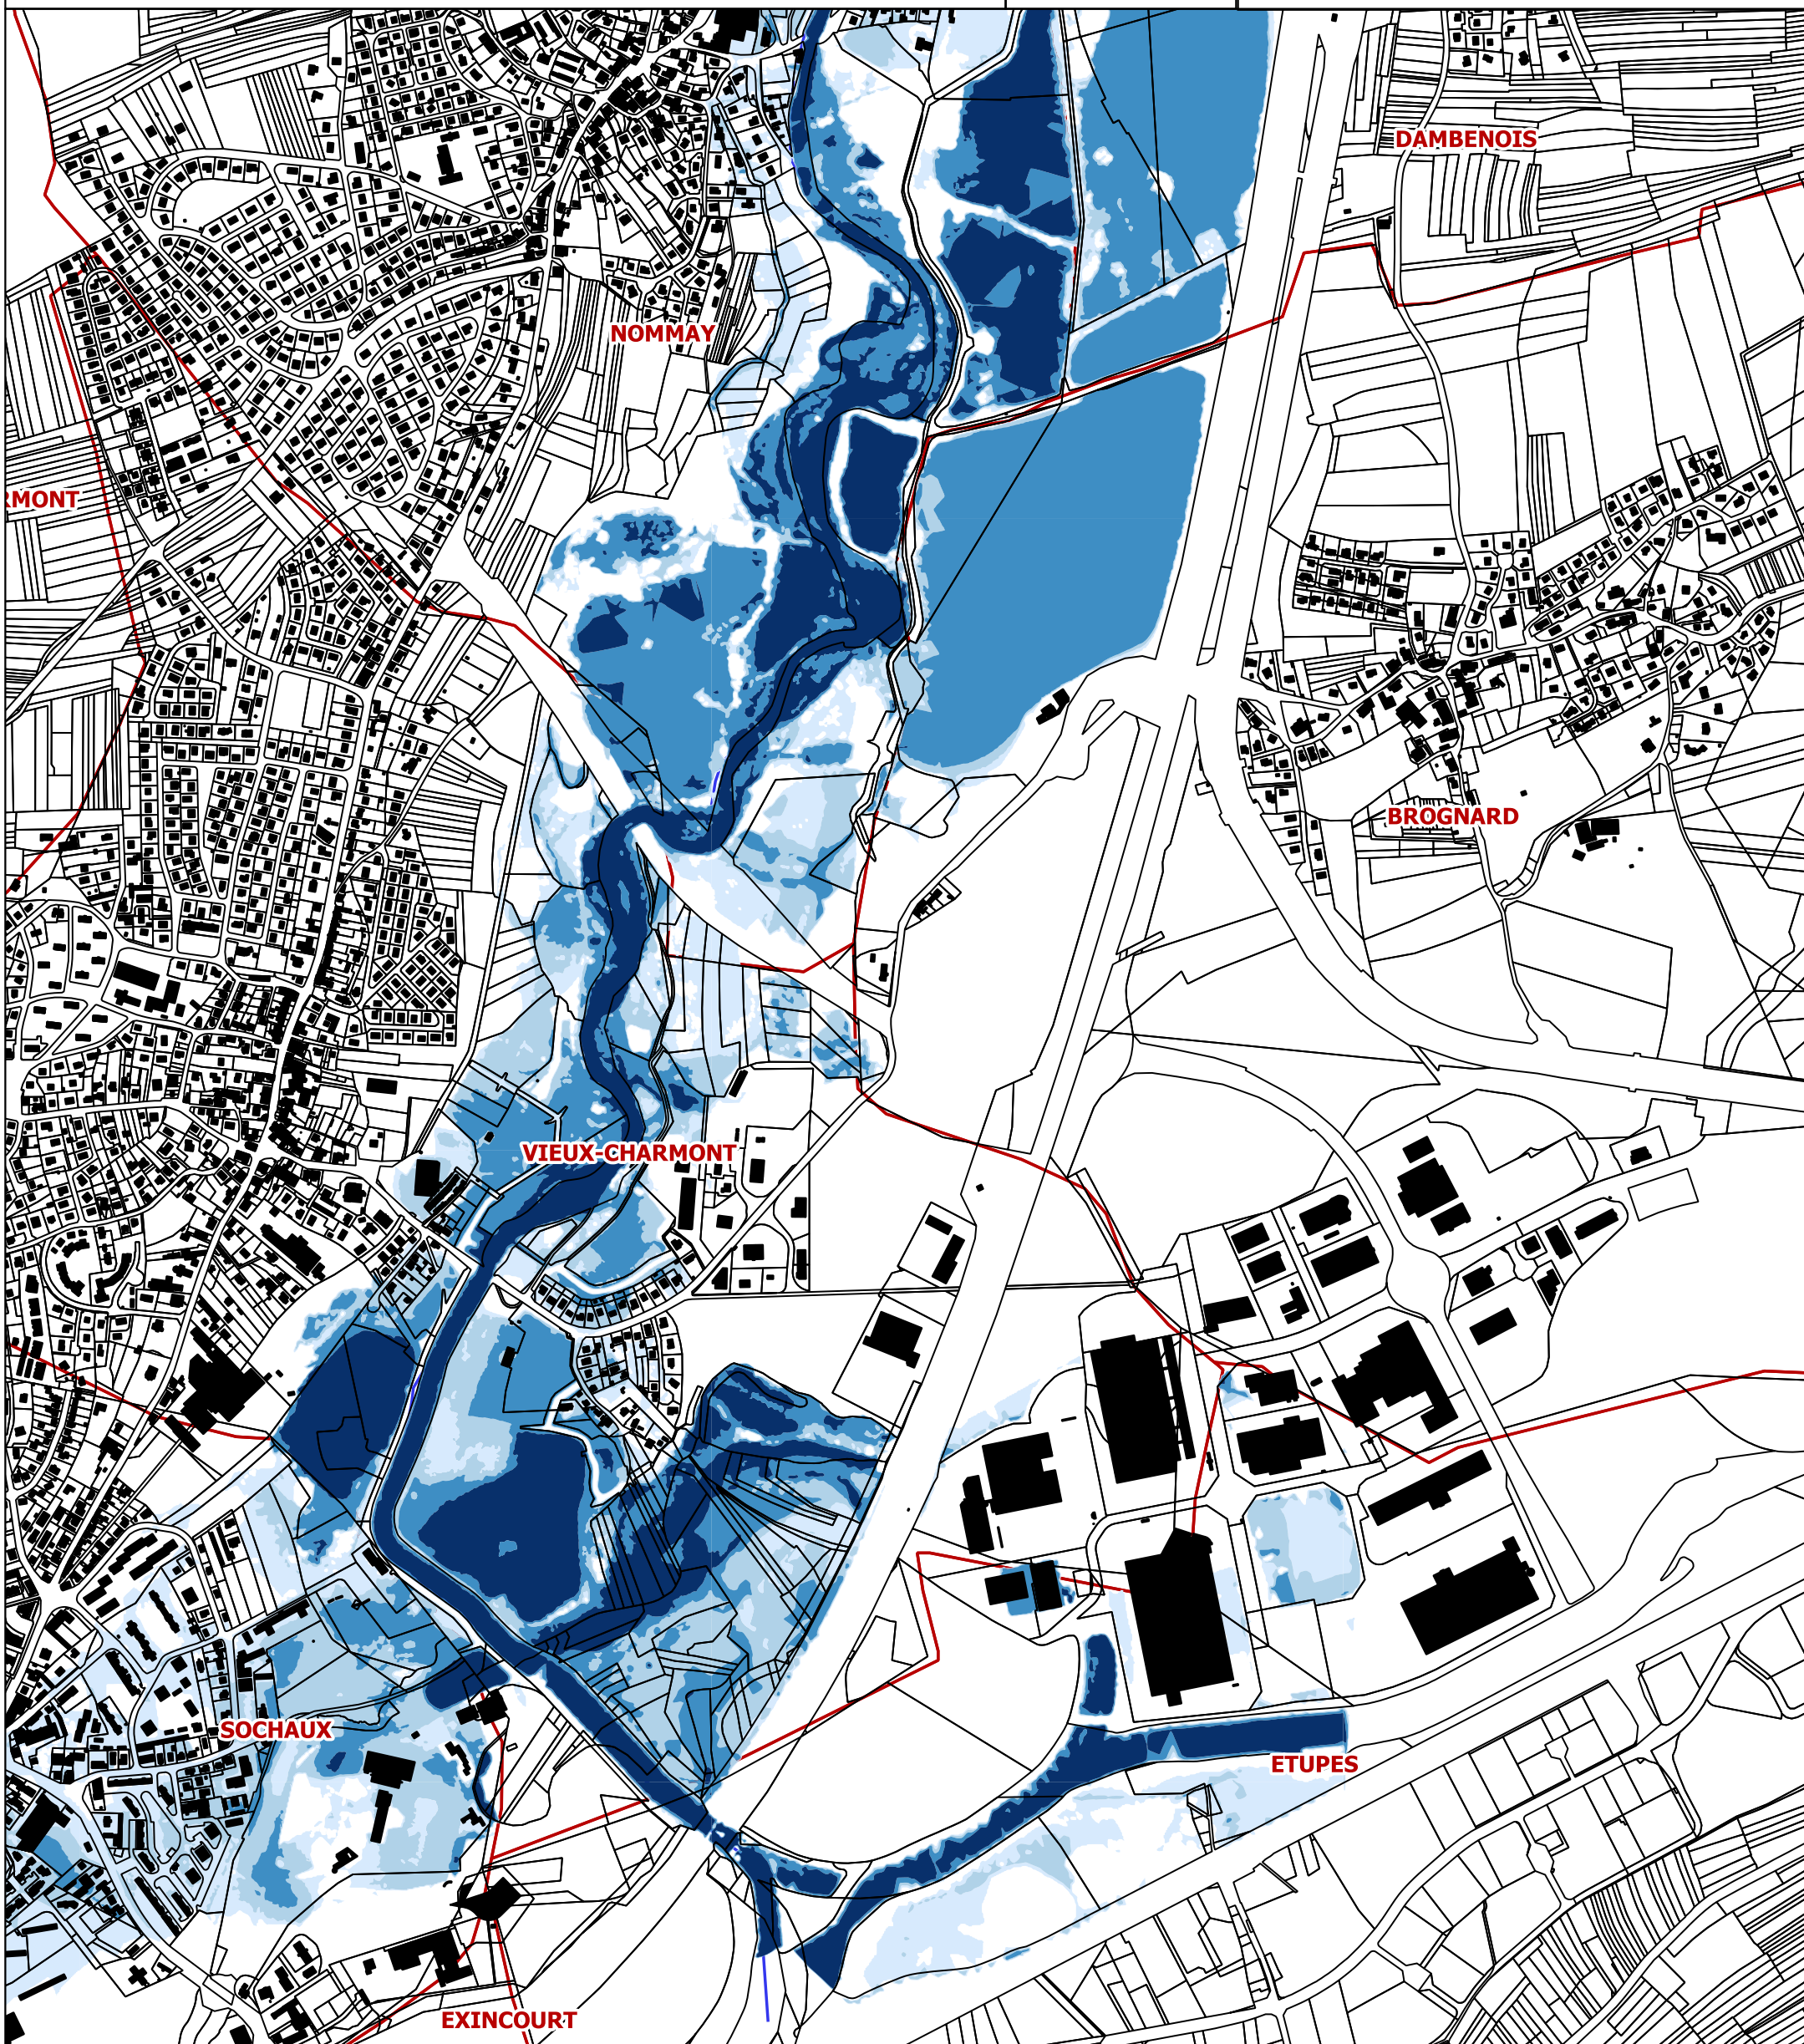 DAMBENOIS
NOMMAY
RMONT
BROGNARD
VIEUX-CHARMONT
SOCHAUX
ETUPES
EXINCOURT